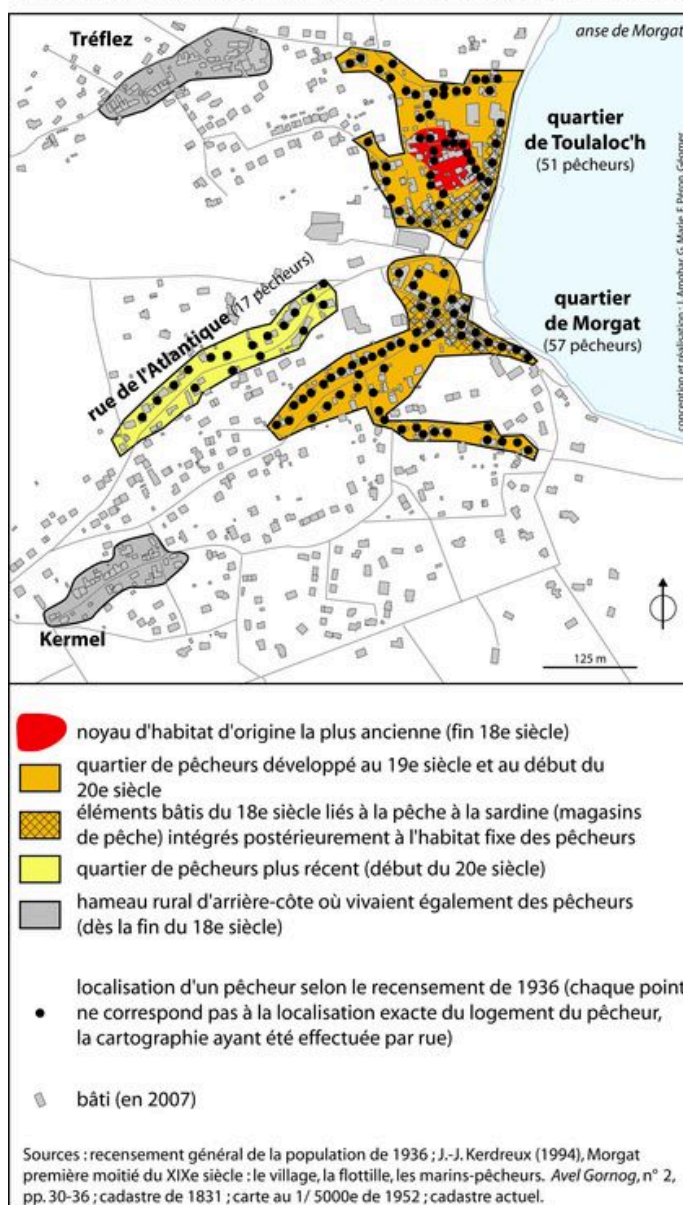 Tréflez
anse de Morgat
quartier
de Toulaloc'h
(51 pêcheurs)
rue de l'Atlantique (17 pêcheurs)
quartier
de Morgat
(57 pêcheurs)
conception et réalisation : I. Amghar, G. Marie, F. Péron, Géomer
Kermel
125 m
noyau d'habitat d'origine la plus ancienne (fin 18e siècle)
quartier de pêcheurs développé au 19e siècle et au début du
20e siècle
éléments bâtis du 18e siècle liés à la pêche à la sardine (magasins
de pêche) intégrés postérieurement à l'habitat fixe des pêcheurs
quartier de pêcheurs plus récent (début du 20e siècle)
hameau rural d'arrière-côte où vivaient également des pêcheurs
(dès la fin du 18e siècle)
localisation d'un pêcheur selon le recensement de 1936 (chaque point
ne correspond pas à la localisation exacte du logement du pêcheur,
la cartographie ayant été effectuée par rue)
bâti (en 2007)
Sources : recensement général de la population de 1936 ; J.-J. Kerdreux (1994), Morgat
première moitié du XIXe siècle : le village, la flottille, les marins-pêcheurs. Avel Gornog, n° 2,
pp. 30-36 ; cadastre de 1831 ; carte au 1/ 5000e de 1952 ; cadastre actuel.